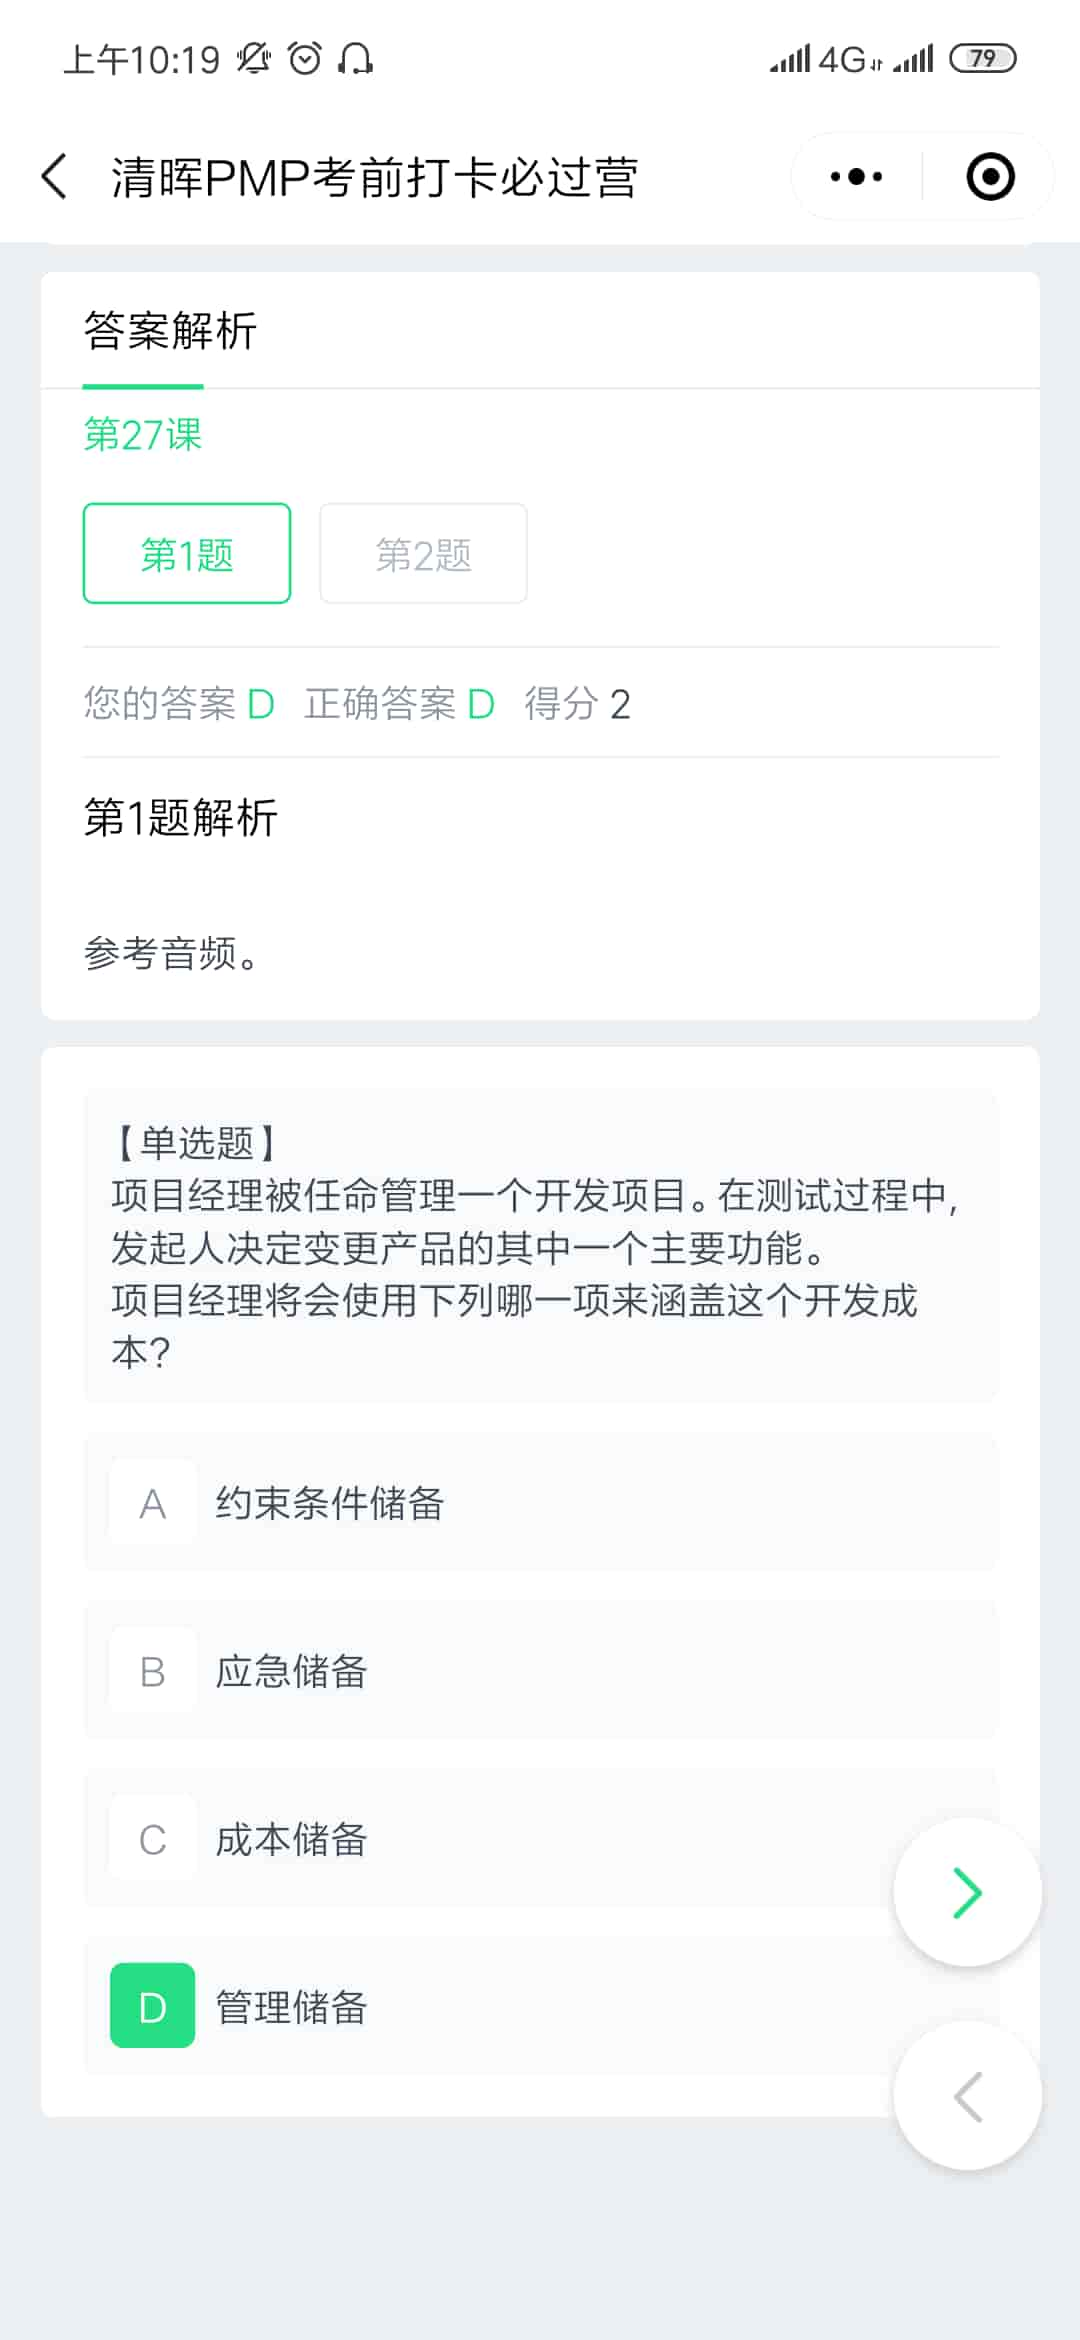 上午10:19 4G 79
清晖PMP考前打卡必过营
答案解析
第27课
第1题 第2题
您的答案 D 正确答案 D 得分 2
第1题解析
参考音频。
【单选题】
项目经理被任命管理一个开发项目。在测试过程中,
发起人决定变更产品的其中一个主要功能。
项目经理将会使用下列哪一项来涵盖这个开发成
本?
A 约束条件储备
B 应急储备
C 成本储备
D 管理储备